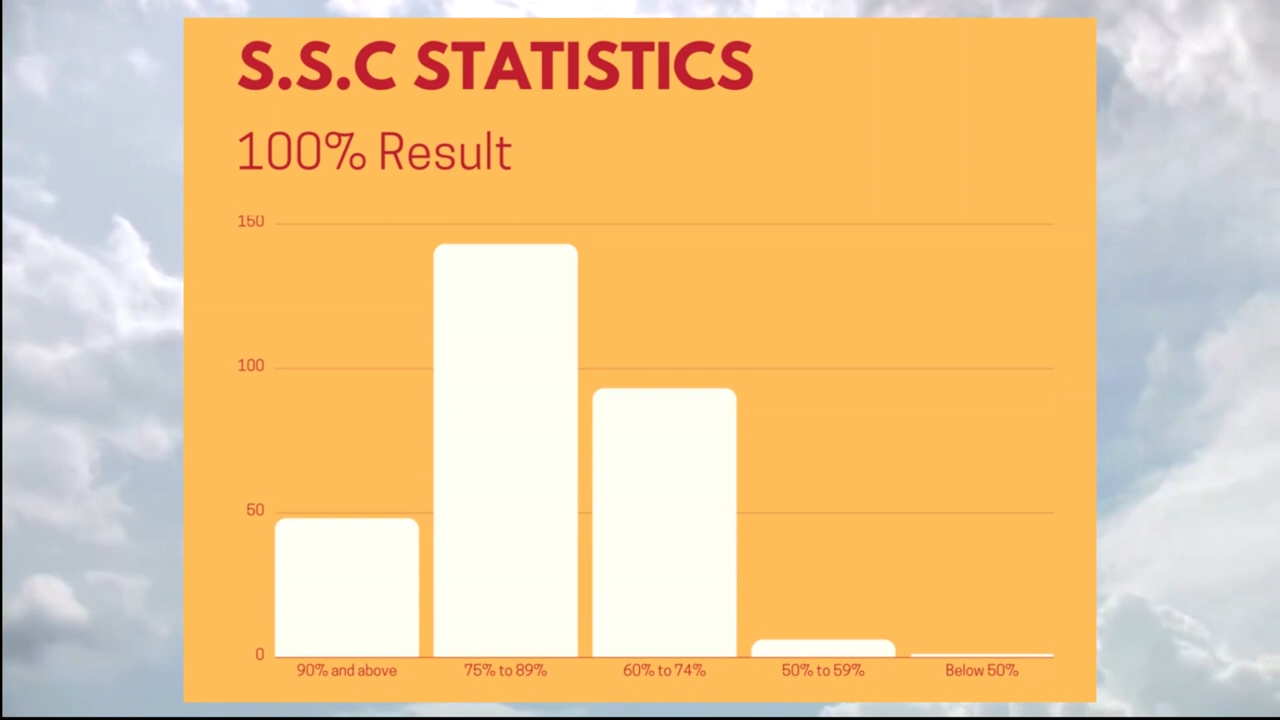 S.S.C STATISTICS
100% Result
150
100
50
0
90% and above
75% to 89%
60% to 74%
50% to 59%
Below 50%